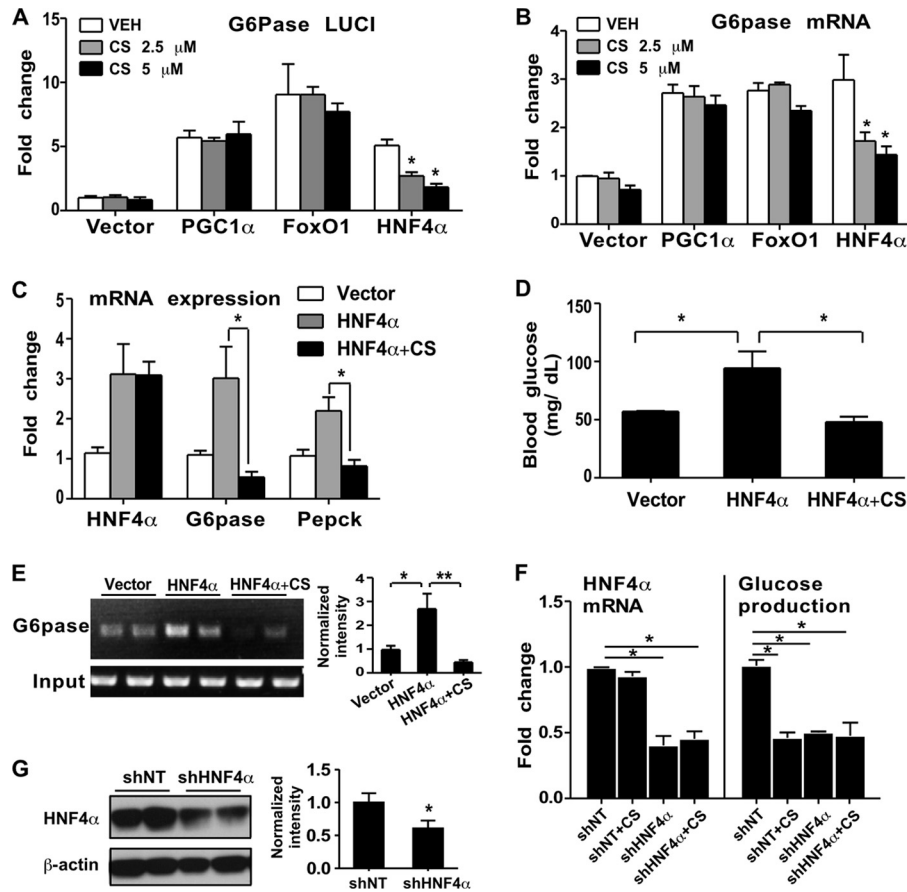 A
G6Pase LUCI
VEH
CS 2.5 μM
CS 5 μM
Fold change
15
10
5
0
Vector PGC1α FoxO1 HNF4α
* *
B
G6pase mRNA
VEH
CS 2.5 μM
CS 5 μM
Fold change
4
3
2
1
0
Vector PGC1α FoxO1 HNF4α
* *
C
mRNA expression
Vector
HNF4α
HNF4α+CS
Fold change
5
4
3
2
1
0
* *
HNF4α G6pase Pepck
D
Blood glucose
(mg/ dL)
150
100
50
0
* *
Vector HNF4α HNF4α+CS
E
Vector HNF4α HNF4α+CS
G6pase
Input
Normalized
intensity
4
3
2
1
0
* **
Vector
HNF4α
HNF4α+CS
F
HNF4α
mRNA
Glucose
production
Fold change
1.5
1.0
0.5
0.0
*
*
*
*
*
shNT
shNT+CS
shHNF4α
shHNF4α+CS
shNT
shNT+CS
shHNF4α
shHNF4α+CS
G
shNT shHNF4α
HNF4α
β-actin
Normalized
intensity
1.5
1.0
0.5
0.0
*
shNT shHNF4α